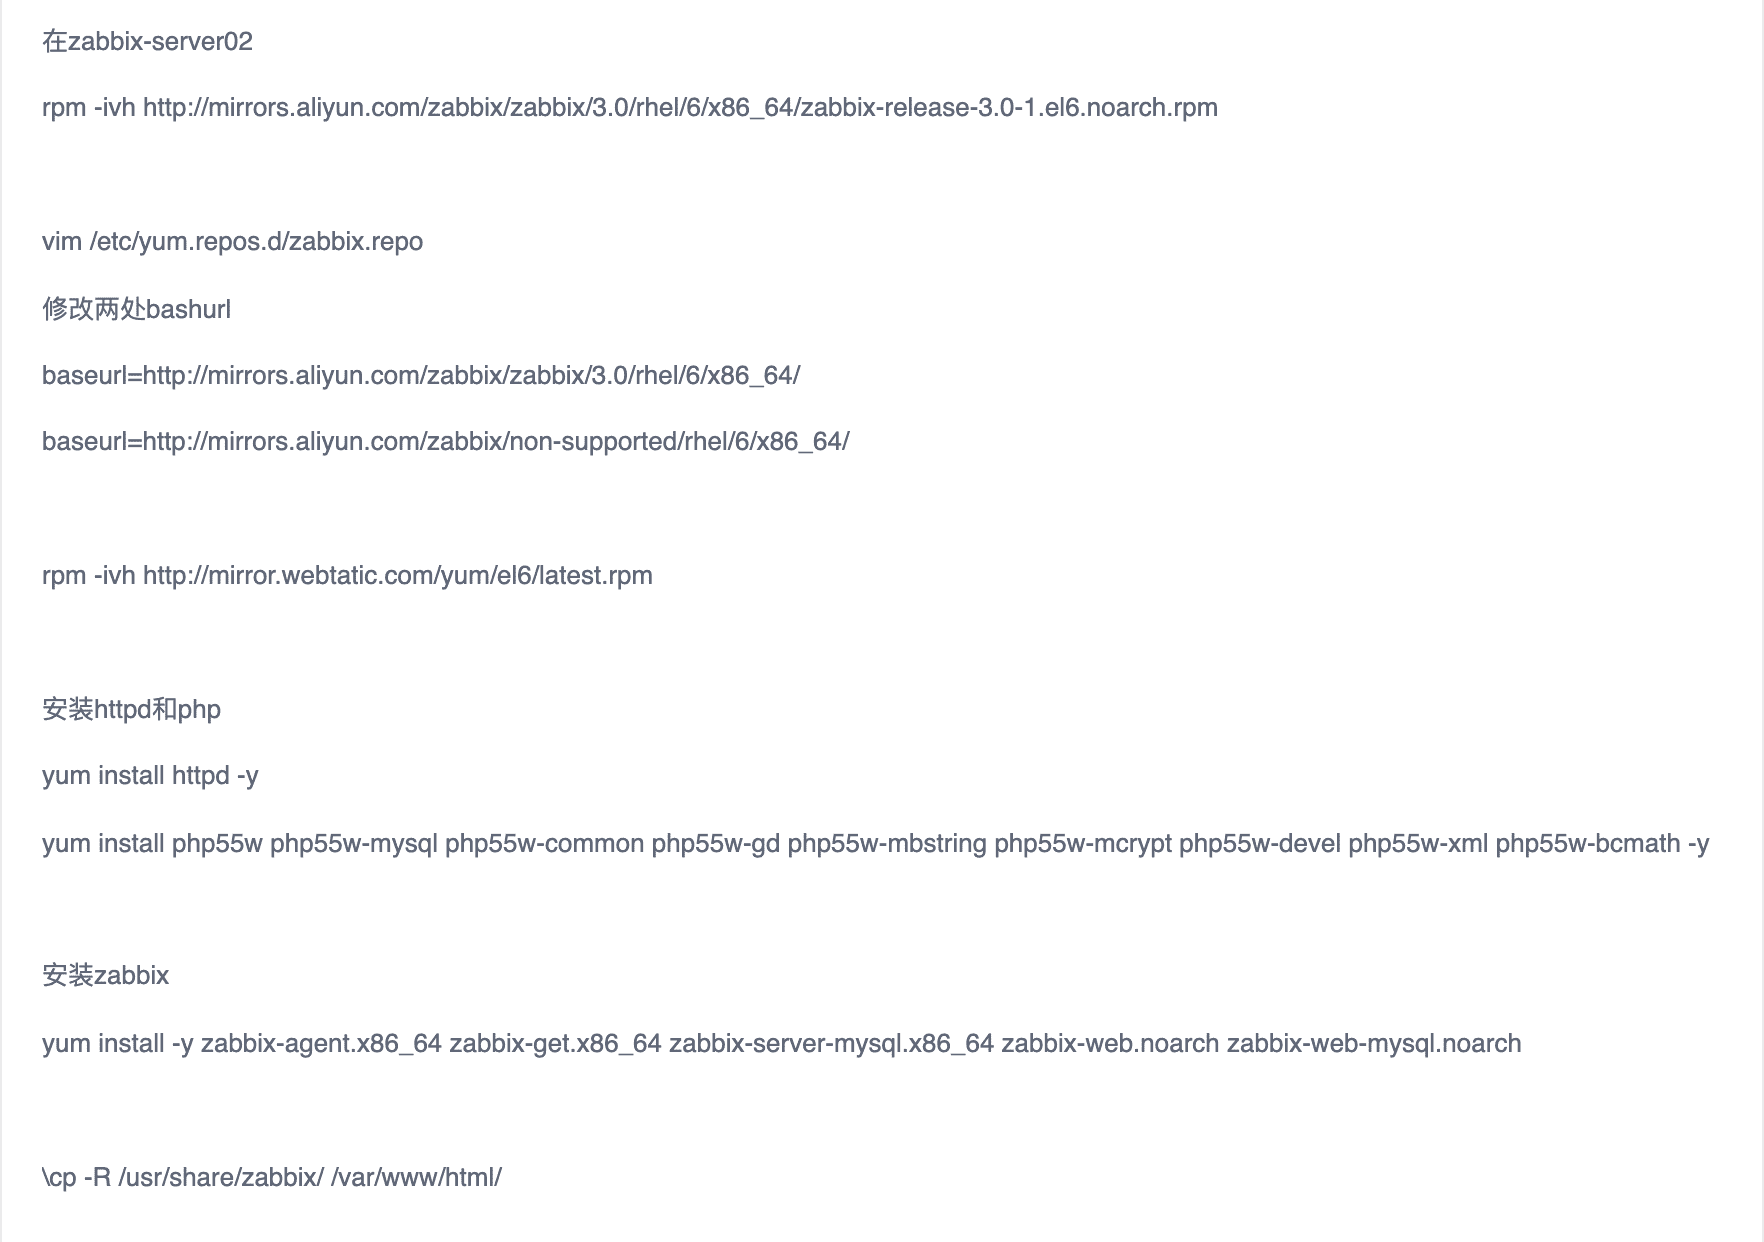 在zabbix-server02
rpm -ivh http://mirrors.aliyun.com/zabbix/zabbix/3.0/rhel/6/x86_64/zabbix-release-3.0-1.el6.noarch.rpm
vim /etc/yum.repos.d/zabbix.repo
修改两处bashurl
baseurl=http://mirrors.aliyun.com/zabbix/zabbix/3.0/rhel/6/x86_64/
baseurl=http://mirrors.aliyun.com/zabbix/non-supported/rhel/6/x86_64/
rpm -ivh http://mirror.webtatic.com/yum/el6/latest.rpm
安装httpd和php
yum install httpd -y
yum install php55w php55w-mysql php55w-common php55w-gd php55w-mbstring php55w-mcrypt php55w-devel php55w-xml php55w-bcmath -y
安装zabbix
yum install -y zabbix-agent.x86_64 zabbix-get.x86_64 zabbix-server-mysql.x86_64 zabbix-web.noarch zabbix-web-mysql.noarch
\cp -R /usr/share/zabbix/ /var/www/html/